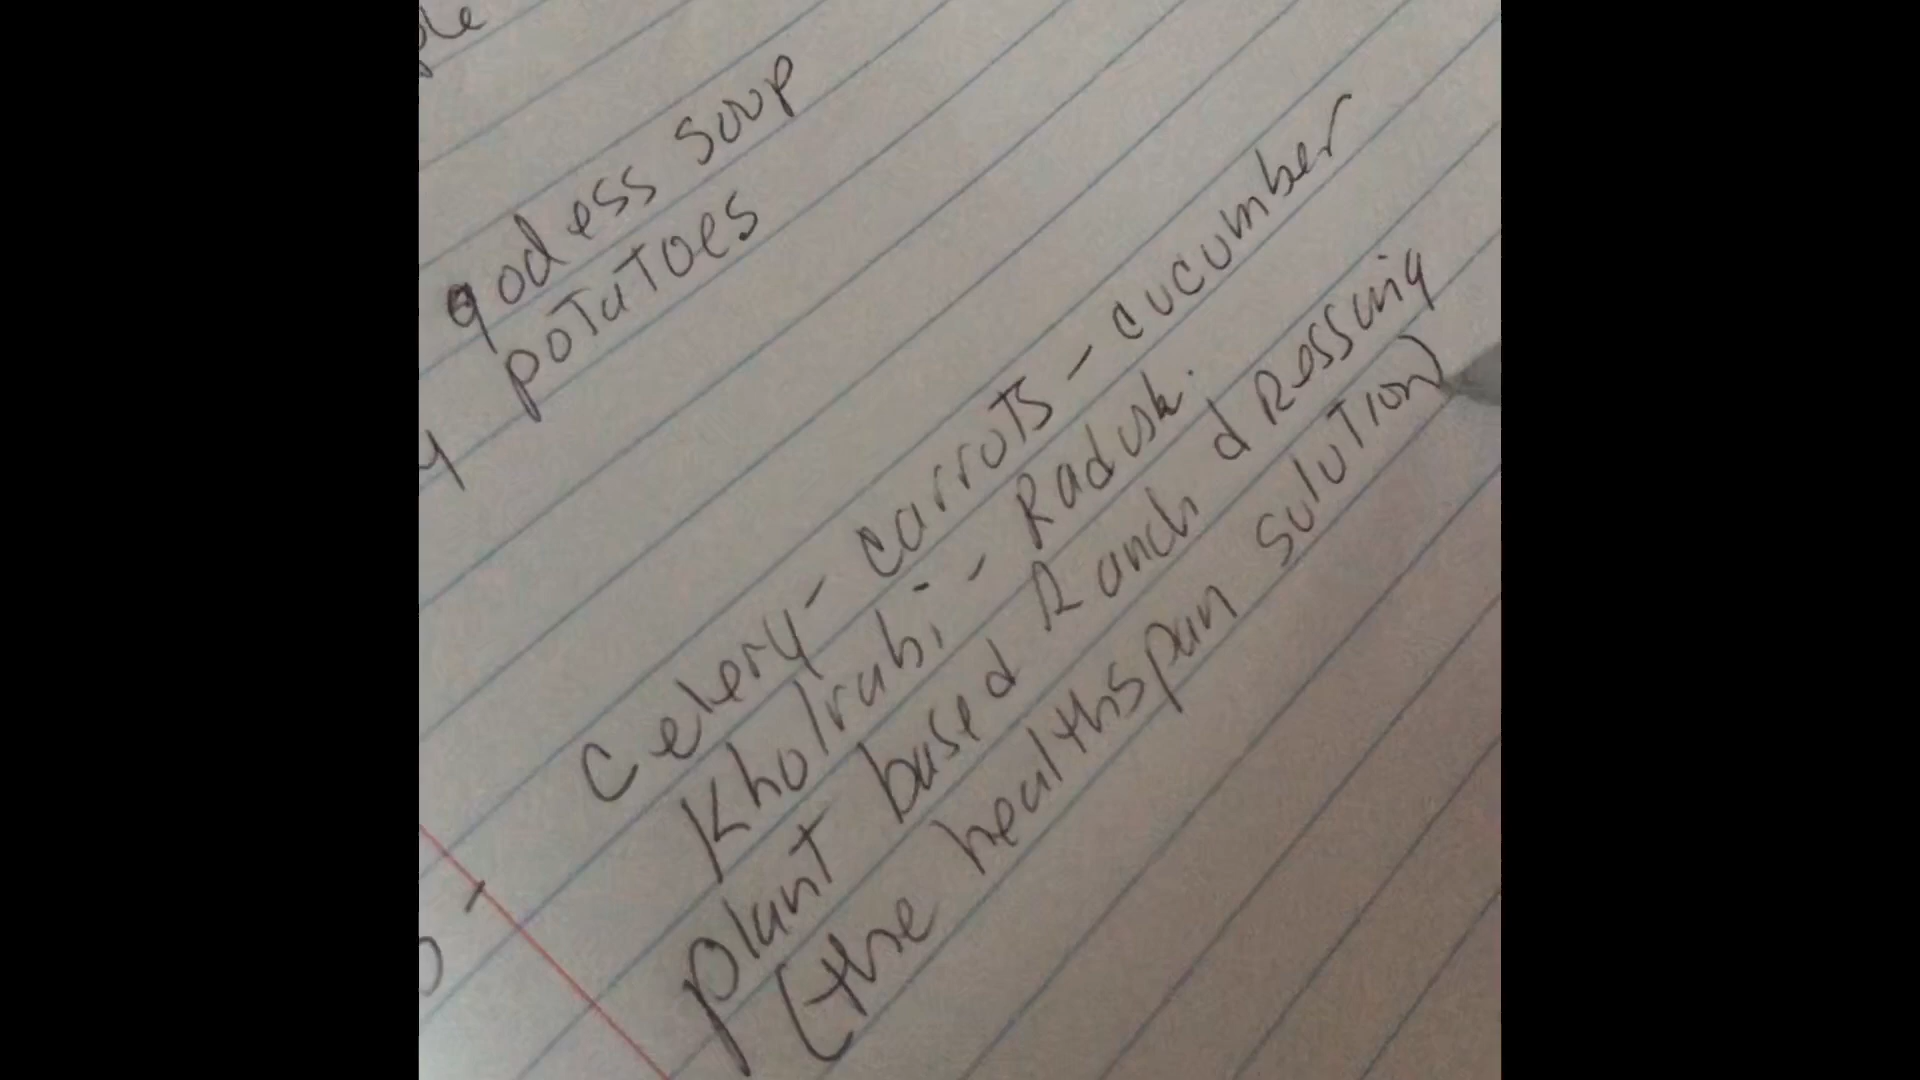 godess soup
potatoes
celery - carrots - cucumber
Kholrabi - Radish.
plant based Ranch dRessing
(the healthspan solution)